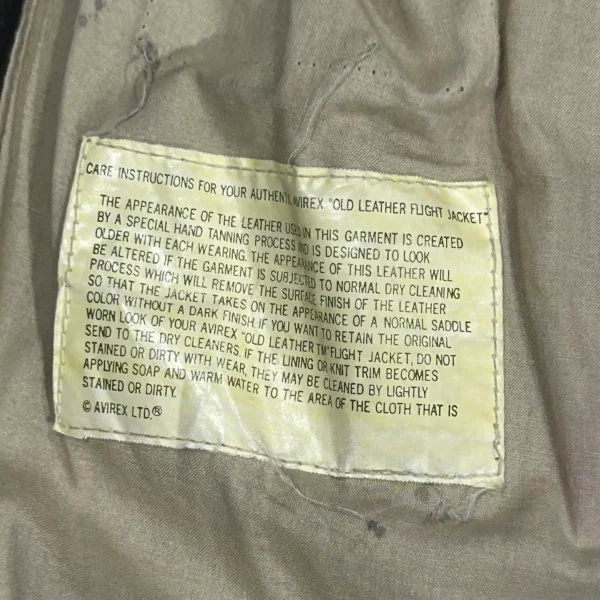 CARE INSTRUCTIONS FOR YOUR AUTHENTIC AVIREX "OLD LEATHER FLIGHT JACKET"
THE APPEARANCE OF THE LEATHER USED IN THIS GARMENT IS CREATED
BY A SPECIAL HAND TANNING PROCESS AND IS DESIGNED TO LOOK
OLDER WITH EACH WEARING. THE APPEARANCE OF THIS LEATHER WILL
BE ALTERED IF THE GARMENT IS SUBJECTED TO NORMAL DRY CLEANING
PROCESS WHICH WILL REMOVE THE SURFACE FINISH OF THE LEATHER
SO THAT THE JACKET TAKES ON THE APPEARANCE OF A NORMAL SADDLE
COLOR WITHOUT A DARK FINISH. IF YOU WANT TO RETAIN THE ORIGINAL
WORN LOOK OF YOUR AVIREX "OLD LEATHER TM" FLIGHT JACKET, DO NOT
SEND TO THE DRY CLEANERS. IF THE LINING OR KNIT TRIM BECOMES
STAINED OR DIRTY WITH WEAR, THEY MAY BE CLEANED BY LIGHTLY
APPLYING SOAP AND WARM WATER TO THE AREA OF THE CLOTH THAT IS
STAINED OR DIRTY.
© AVIREX LTD.®